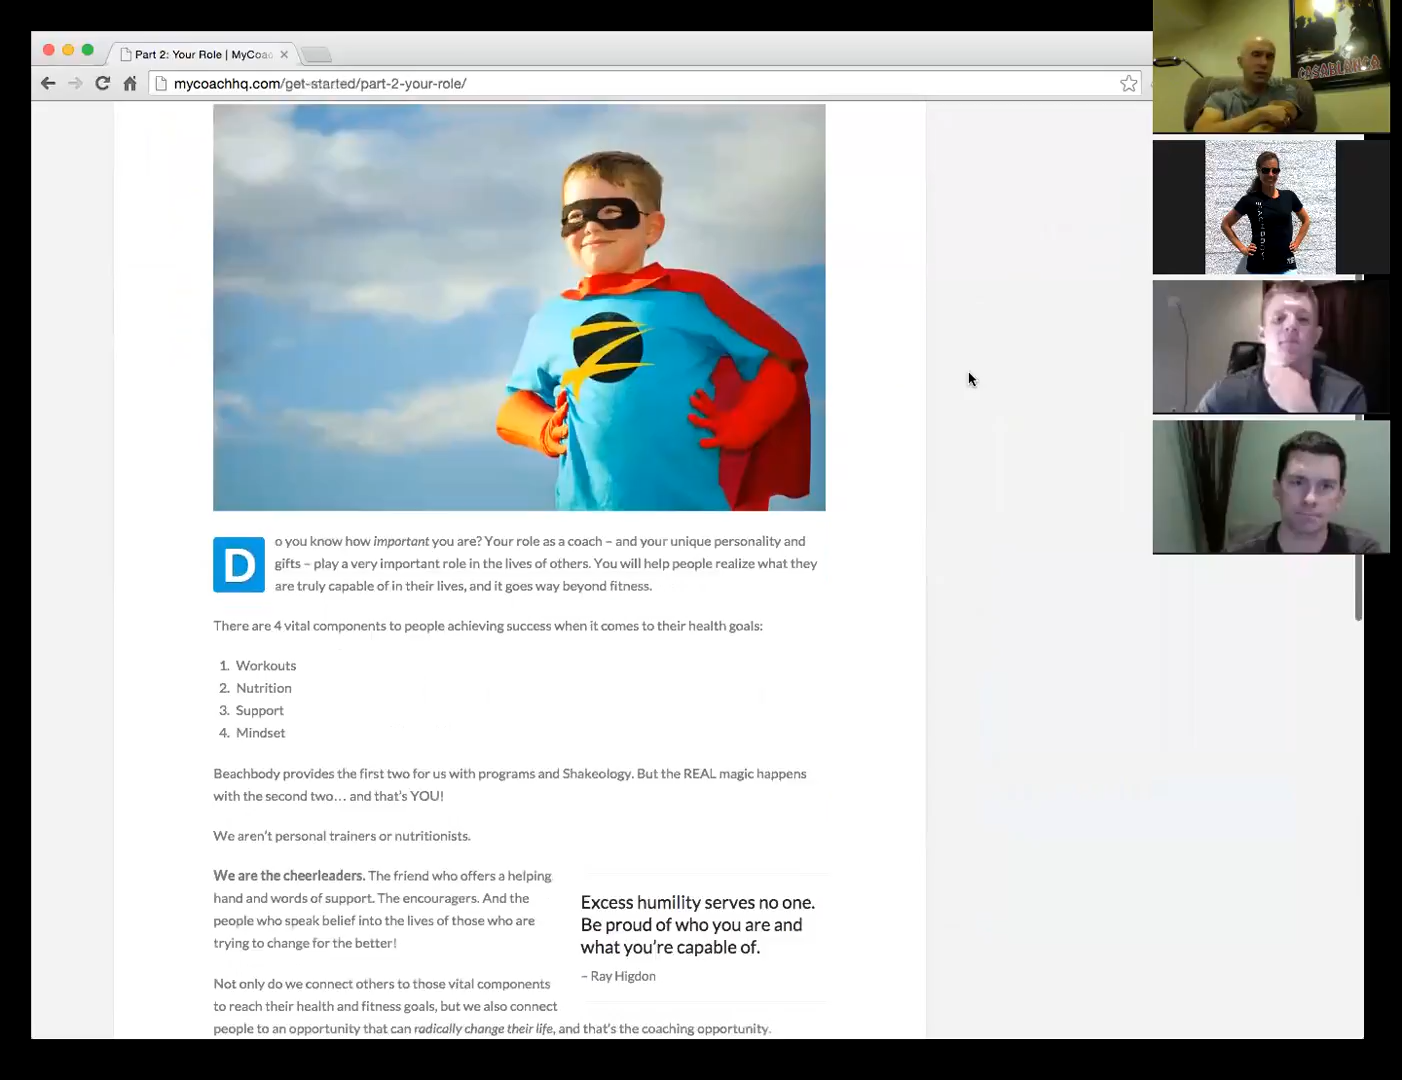 Part 2: Your Role | MyCoac
mycoachhq.com/get-started/part-2-your-role/
CASABLANCA
Z
Do you know how important you are? Your role as a coach – and your unique personality and
gifts – play a very important role in the lives of others. You will help people realize what they
are truly capable of in their lives, and it goes way beyond fitness.
There are 4 vital components to people achieving success when it comes to their health goals:
1. Workouts
2. Nutrition
3. Support
4. Mindset
Beachbody provides the first two for us with programs and Shakeology. But the REAL magic happens
with the second two… and that's YOU!
We aren't personal trainers or nutritionists.
We are the cheerleaders. The friend who offers a helping
hand and words of support. The encouragers. And the
people who speak belief into the lives of those who are
trying to change for the better!
Excess humility serves no one.
Be proud of who you are and
what you're capable of.
– Ray Higdon
Not only do we connect others to those vital components
to reach their health and fitness goals, but we also connect
people to an opportunity that can radically change their life, and that's the coaching opportunity.